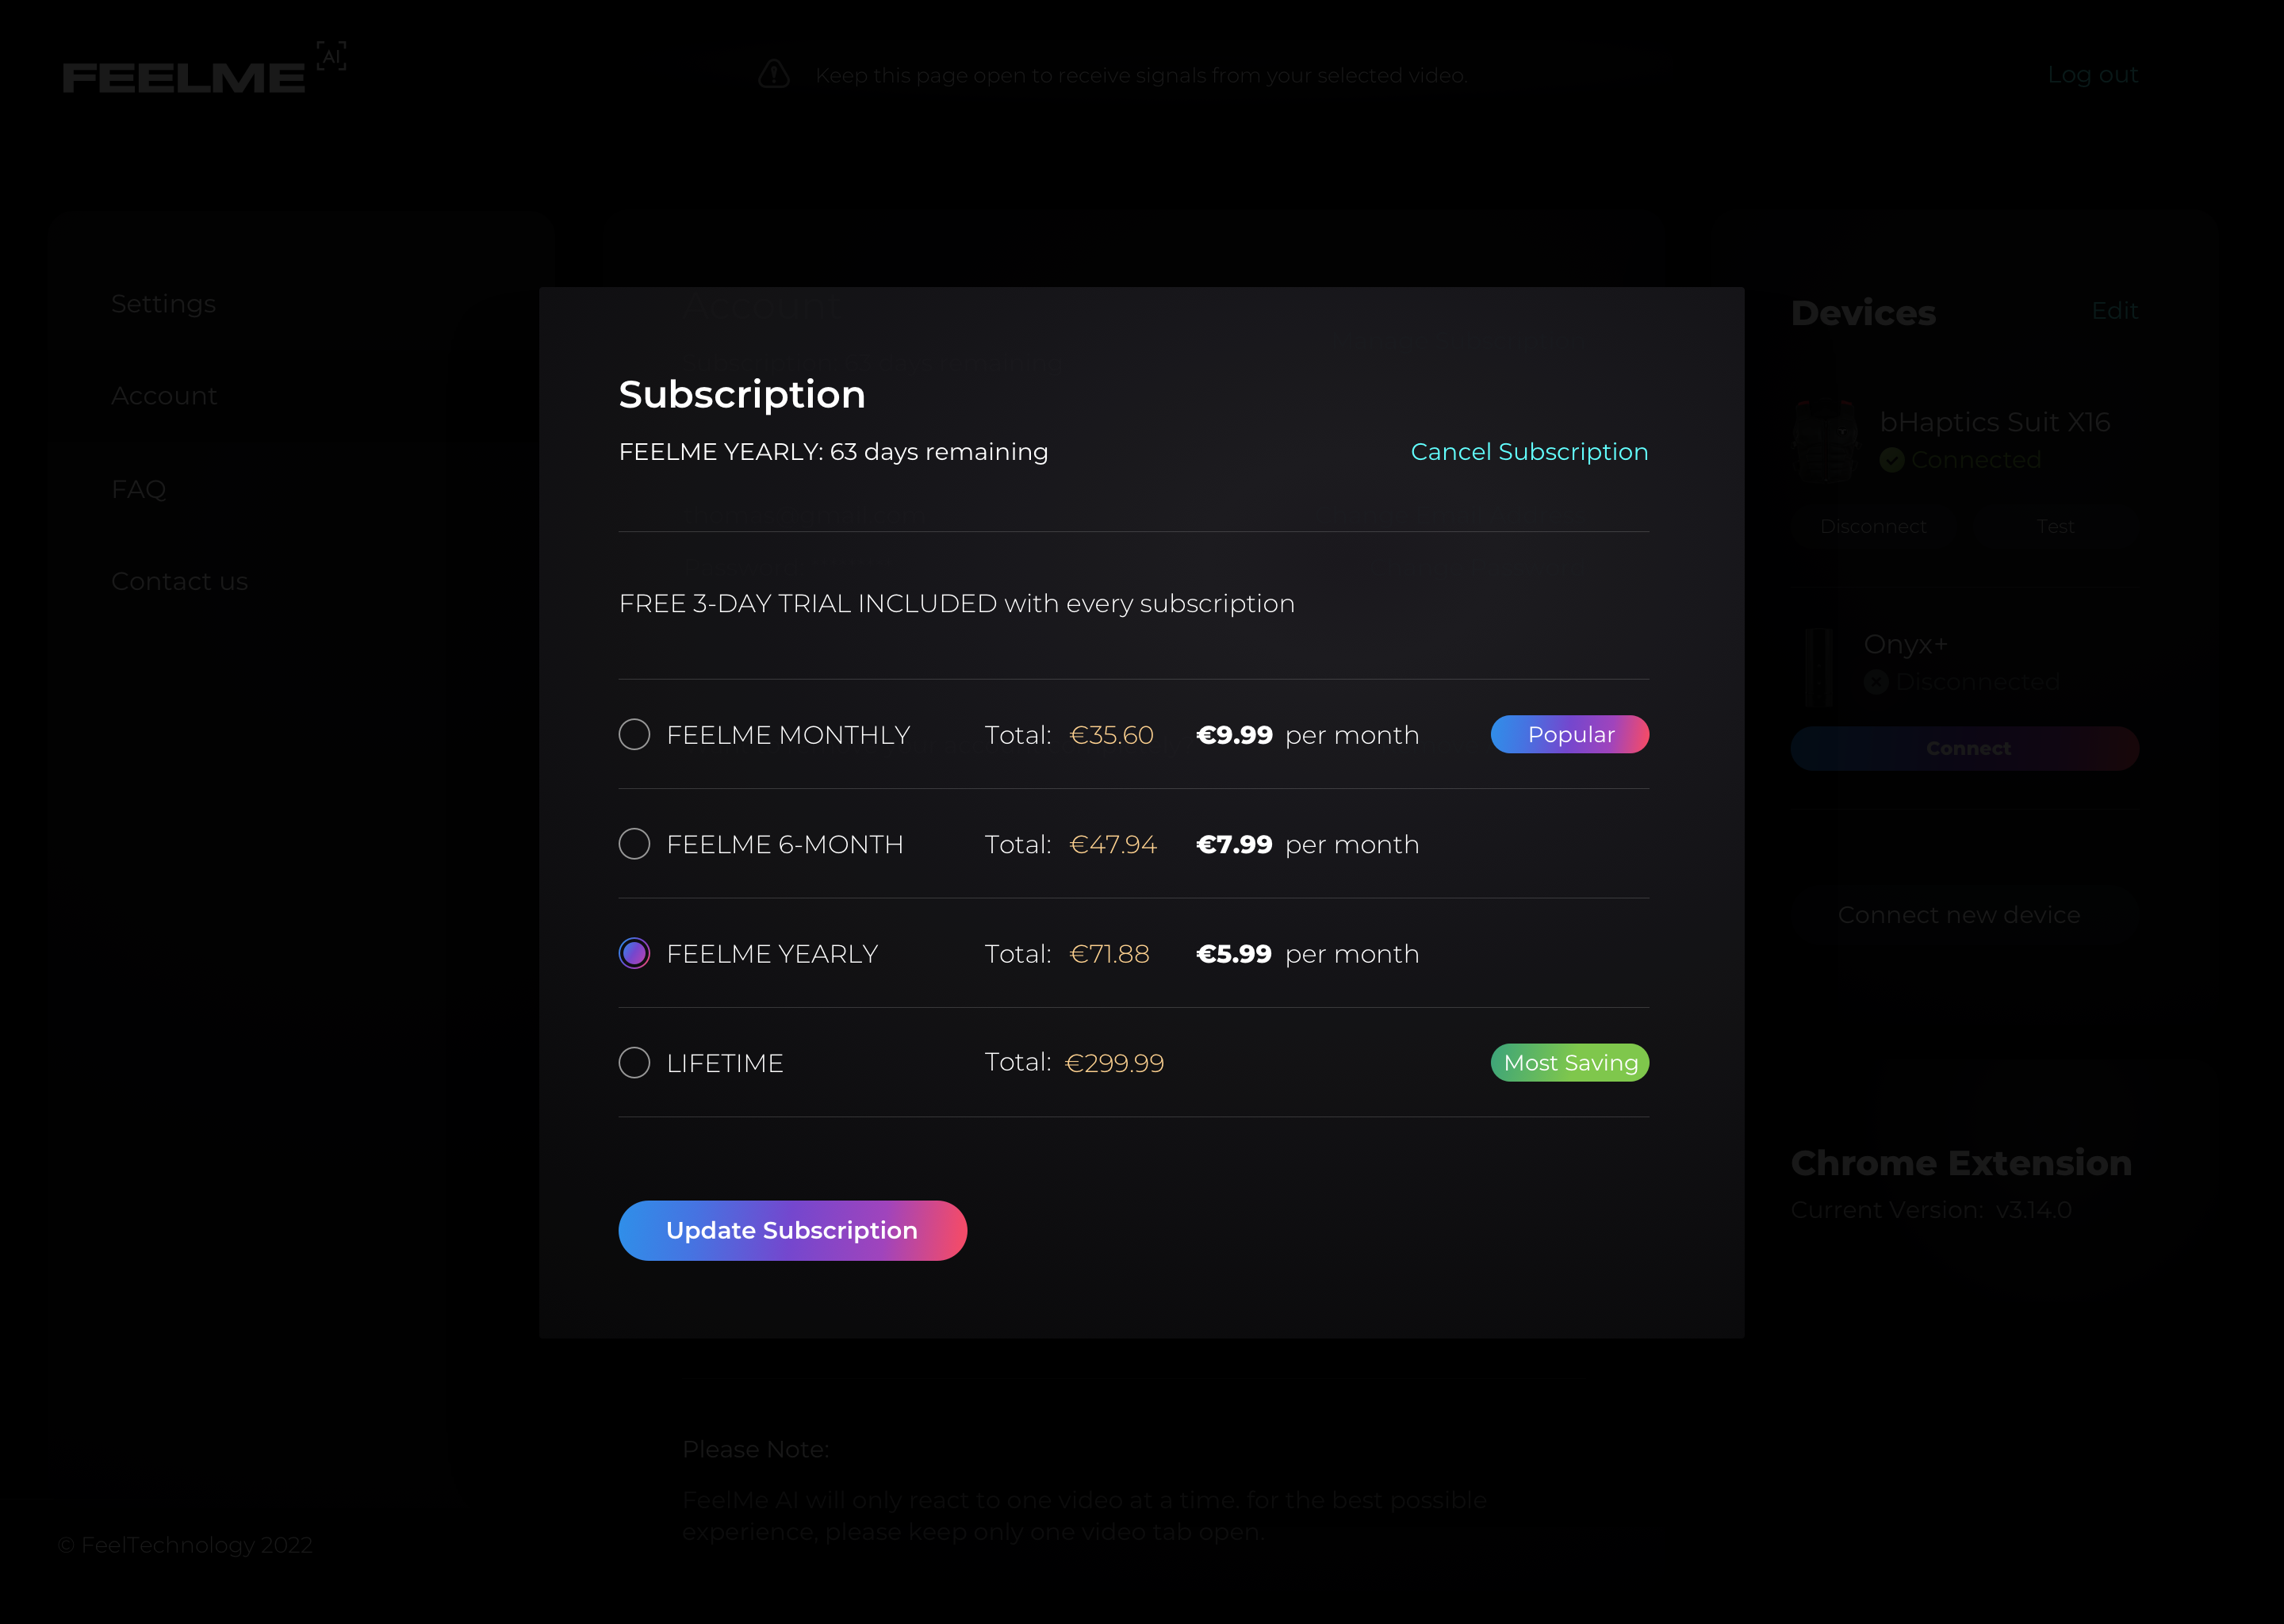 FEELME AI
Keep this page open to receive signals from your selected video.
Log out
Settings
Account
FAQ
Contact us
© FeelTechnology 2022
Account
Subscription
FEELME YEARLY: 63 days remaining
Cancel Subscription
FREE 3-DAY TRIAL INCLUDED with every subscription
FEELME MONTHLY Total: €35.60 €9.99 per month Popular
FEELME 6-MONTH Total: €47.94 €7.99 per month
FEELME YEARLY Total: €71.88 €5.99 per month
LIFETIME Total: €299.99 Most Saving
Update Subscription
Please Note:
FeelMe AI will only react to one video at a time. for the best possible
experience, please keep only one video tab open.
Devices
Edit
bHaptics Suit X16
Connected
Disconnect Test
Onyx+
Disconnected
Connect
Connect new device
Chrome Extension
Current Version: v3.14.0